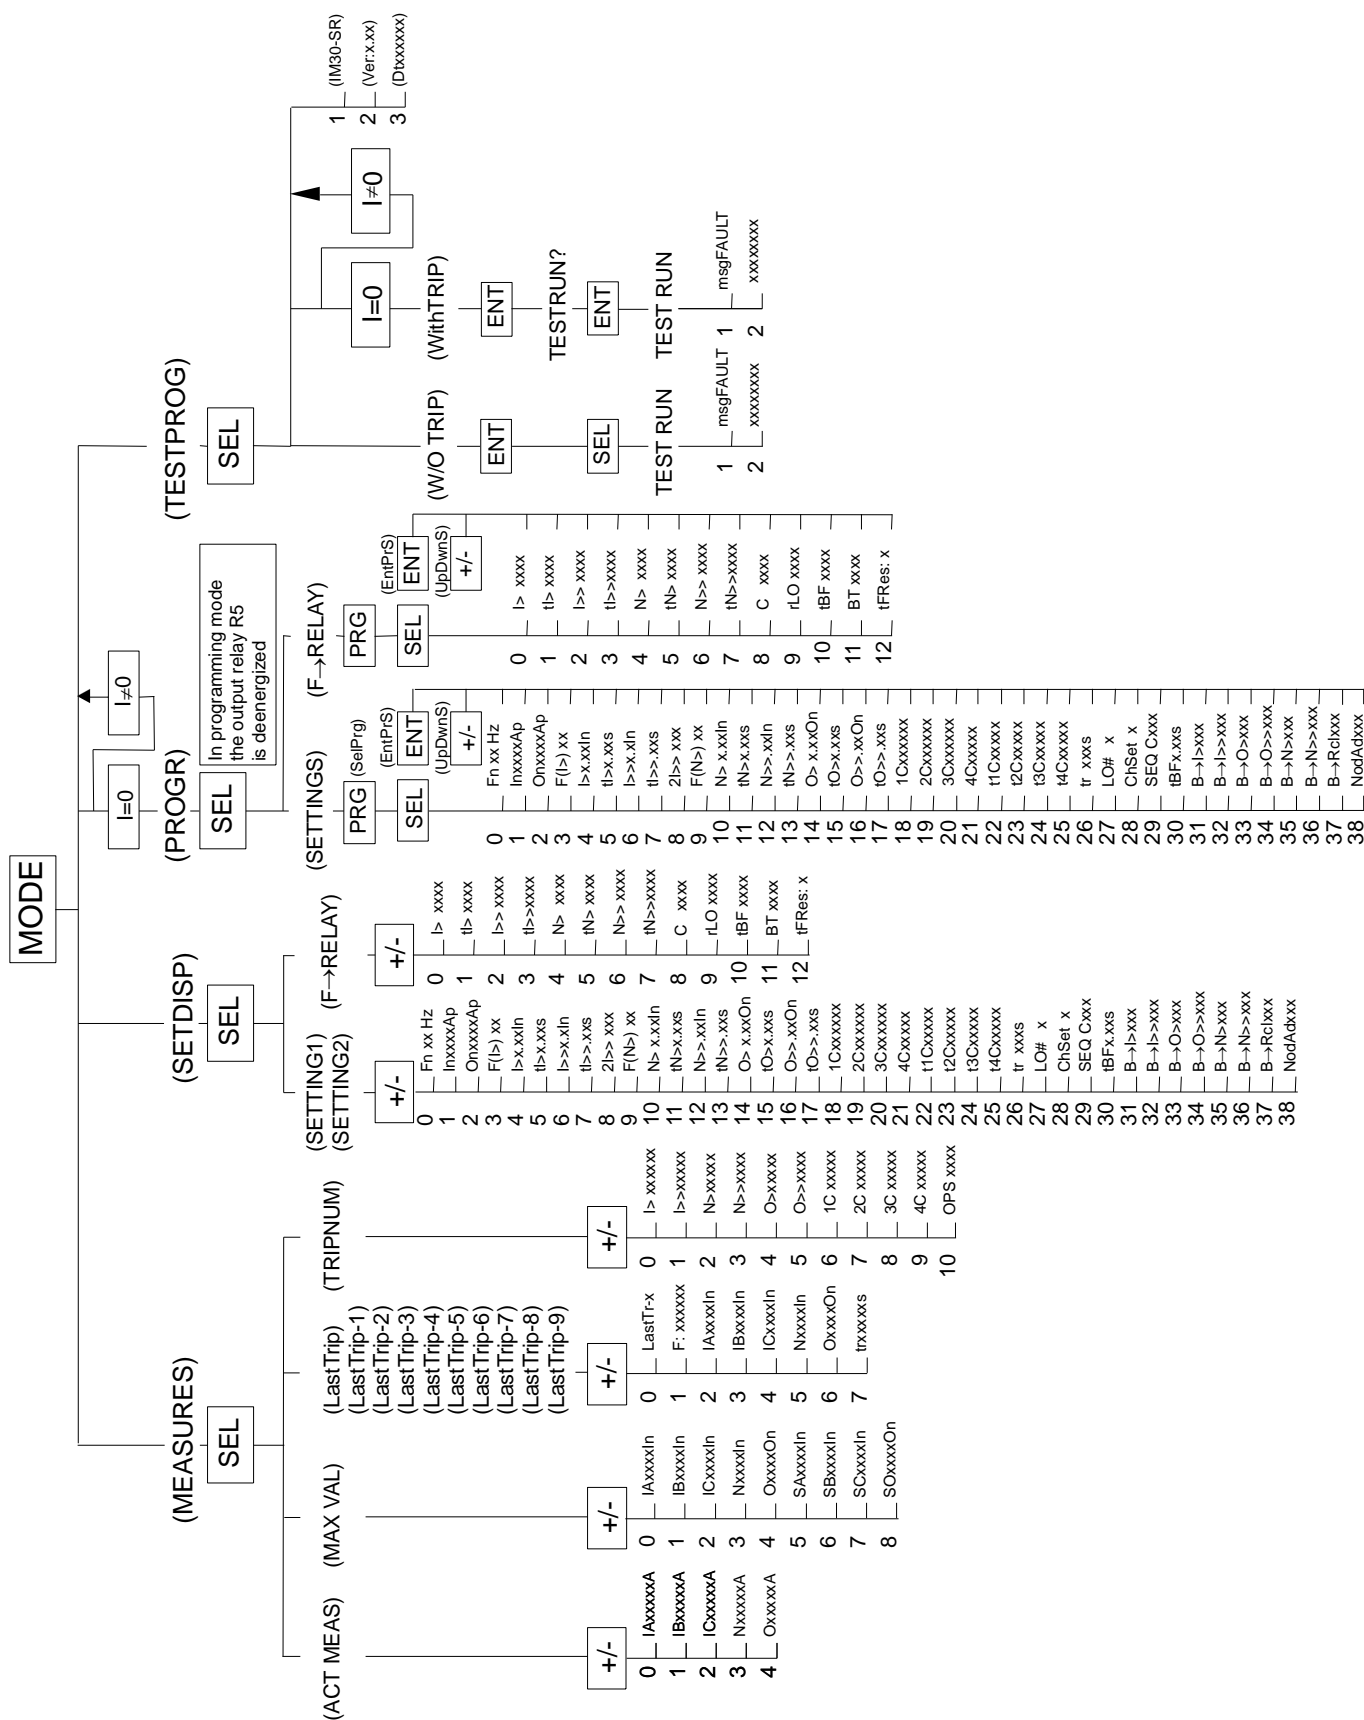 MODE
(MEASURES)
SEL
(ACT MEAS)
+/-
0 IAxxxxxA
1 IBxxxxxA
2 ICxxxxxA
3 NxxxxxA
4 OxxxxxA
(MAX VAL)
+/-
0 IAxxxxIn
1 IBxxxxIn
2 ICxxxxIn
3 NxxxxIn
4 OxxxxOn
5 SAxxxxIn
6 SBxxxxIn
7 SCxxxxIn
8 SOxxxxOn
(LastTrip)
(LastTrip-1)
(LastTrip-2)
(LastTrip-3)
(LastTrip-4)
(LastTrip-5)
(LastTrip-6)
(LastTrip-7)
(LastTrip-8)
(LastTrip-9)
+/-
0 LastTr-x
1 F: xxxxxx
2 IAxxxxIn
3 IBxxxxIn
4 ICxxxxIn
5 NxxxxIn
6 OxxxxOn
7 trxxxxxs
(TRIPNUM)
+/-
0 I> xxxxxx
1 I>>xxxxx
2 N>xxxxx
3 N>>xxxx
4 O>xxxxx
5 O>>xxxx
6 1C xxxxx
7 2C xxxxx
8 3C xxxxx
9 4C xxxxx
10 OPS xxxx
(SETDISP)
SEL
(SETTING1)
(SETTING2)
+/-
0 Fn xx Hz
1 InxxxxAp
2 OnxxxxAp
3 F(I>) xx
4 I>x.xxIn
5 tI>x.xxs
6 I>>x.xIn
7 tI>>.xxs
8 2I>> xxx
9 F(N>) xx
10 N> x.xxIn
11 tN>x.xxs
12 N>>.xxIn
13 tN>>.xxs
14 O> x.xxOn
15 tO>x.xxs
16 O>>.xxOn
17 tO>>.xxs
18 1Cxxxxxx
19 2Cxxxxxx
20 3Cxxxxxx
21 4Cxxxxxx
22 t1Cxxxxx
23 t2Cxxxxx
24 t3Cxxxxx
25 t4Cxxxxx
26 tr xxxs
27 LO# x
28 ChSet x
29 SEQ Cxxx
30 tBFx.xxs
31 B→I>xxx
32 B→I>>xxx
33 B→O>xxx
34 B→O>>xxx
35 B→N>xxx
36 B→N>>xxx
37 B→Rclxxx
38 NodAdxxx
(F→RELAY)
+/-
0 I> xxxx
1 tI> xxxx
2 I>> xxxx
3 tI>>xxxx
4 N> xxxx
5 tN> xxxx
6 N>> xxxx
7 tN>>xxxx
8 C xxxx
9 rLO xxxx
10 tBF xxxx
11 BT xxxx
12 tFRes: x
I=0
I≠0
(PROGR)
SEL
In programming mode
the output relay R5
is deenergized
(SETTINGS)
PRG
(SelPrg)
SEL
(EntPrS)
ENT
(UpDwnS)
+/-
0 Fn xx Hz
1 InxxxxAp
2 OnxxxxAp
3 F(I>) xx
4 I>x.xxIn
5 tI>x.xxs
6 I>>x.xIn
7 tI>>.xxs
8 2I>> xxx
9 F(N>) xx
10 N> x.xxIn
11 tN>x.xxs
12 N>>.xxIn
13 tN>>.xxs
14 O> x.xxOn
15 tO>x.xxs
16 O>>.xxOn
17 tO>>.xxs
18 1Cxxxxxx
19 2Cxxxxxx
20 3Cxxxxxx
21 4Cxxxxxx
22 t1Cxxxxx
23 t2Cxxxxx
24 t3Cxxxxx
25 t4Cxxxxx
26 tr xxxs
27 LO# x
28 ChSet x
29 SEQ Cxxx
30 tBFx.xxs
31 B→I>xxx
32 B→I>>xxx
33 B→O>xxx
34 B→O>>xxx
35 B→N>xxx
36 B→N>>xxx
37 B→Rclxxx
38 NodAdxxx
(F→RELAY)
PRG
SEL
(EntPrS)
ENT
(UpDwnS)
+/-
0 I> xxxx
1 tI> xxxx
2 I>> xxxx
3 tI>>xxxx
4 N> xxxx
5 tN> xxxx
6 N>> xxxx
7 tN>>xxxx
8 C xxxx
9 rLO xxxx
10 tBF xxxx
11 BT xxxx
12 tFRes: x
(TESTPROG)
SEL
(W/O TRIP)
ENT
SEL
TEST RUN
1 msgFAULT
2 xxxxxxxx
I=0
I≠0
(WithTRIP)
ENT
TESTRUN?
ENT
TEST RUN
1 msgFAULT
2 xxxxxxxx
1 (IM30-SR)
2 (Ver:x.xx)
3 (Dtxxxxxx)